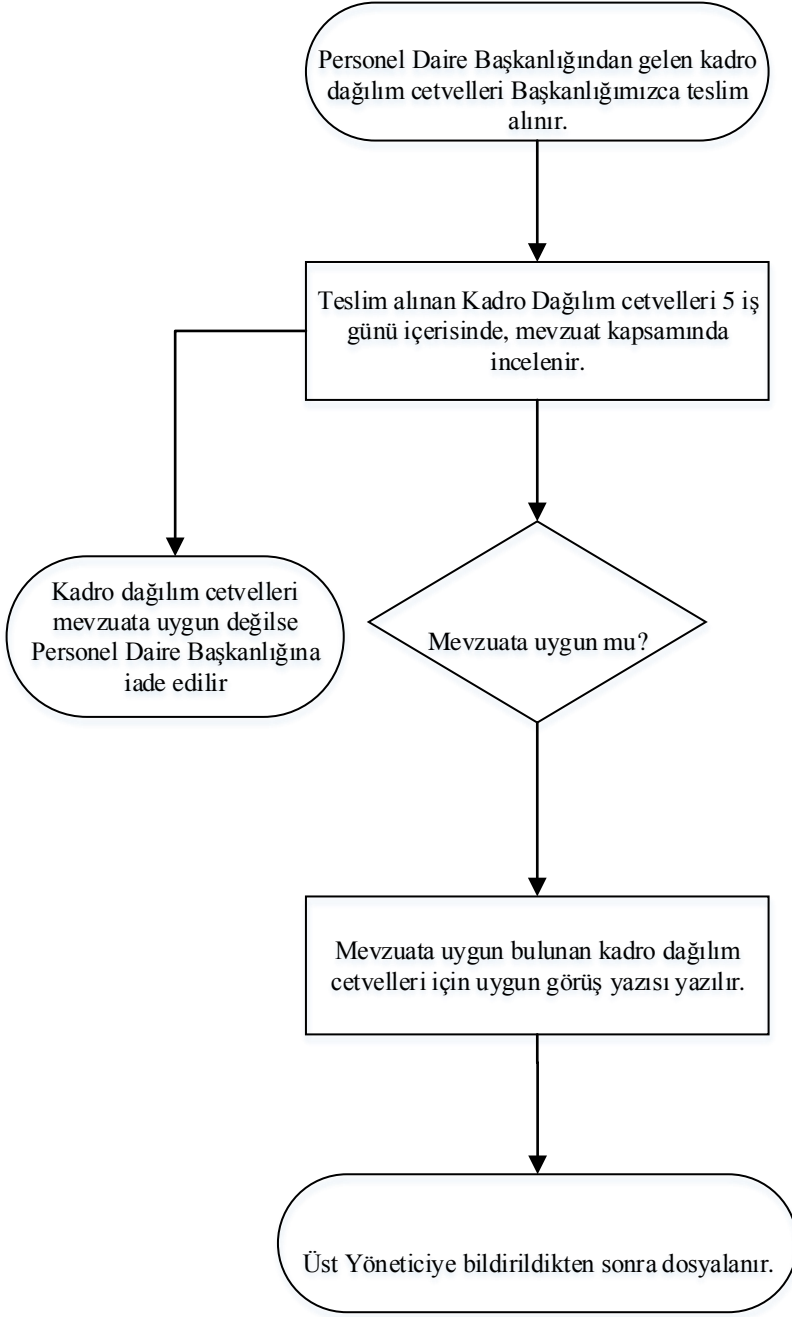 Personel Daire Başkanlığından gelen kadro
dağılım cetvelleri Başkanlığımızca teslim
alınır.
Teslim alınan Kadro Dağılım cetvelleri 5 iş
günü içerisinde, mevzuat kapsamında
incelenir.
Kadro dağılım cetvelleri
mevzuata uygun değilse
Personel Daire Başkanlığına
iade edilir
Mevzuata uygun mu?
Mevzuata uygun bulunan kadro dağılım
cetvelleri için uygun görüş yazısı yazılır.
Üst Yöneticiye bildirildikten sonra dosyalanır.